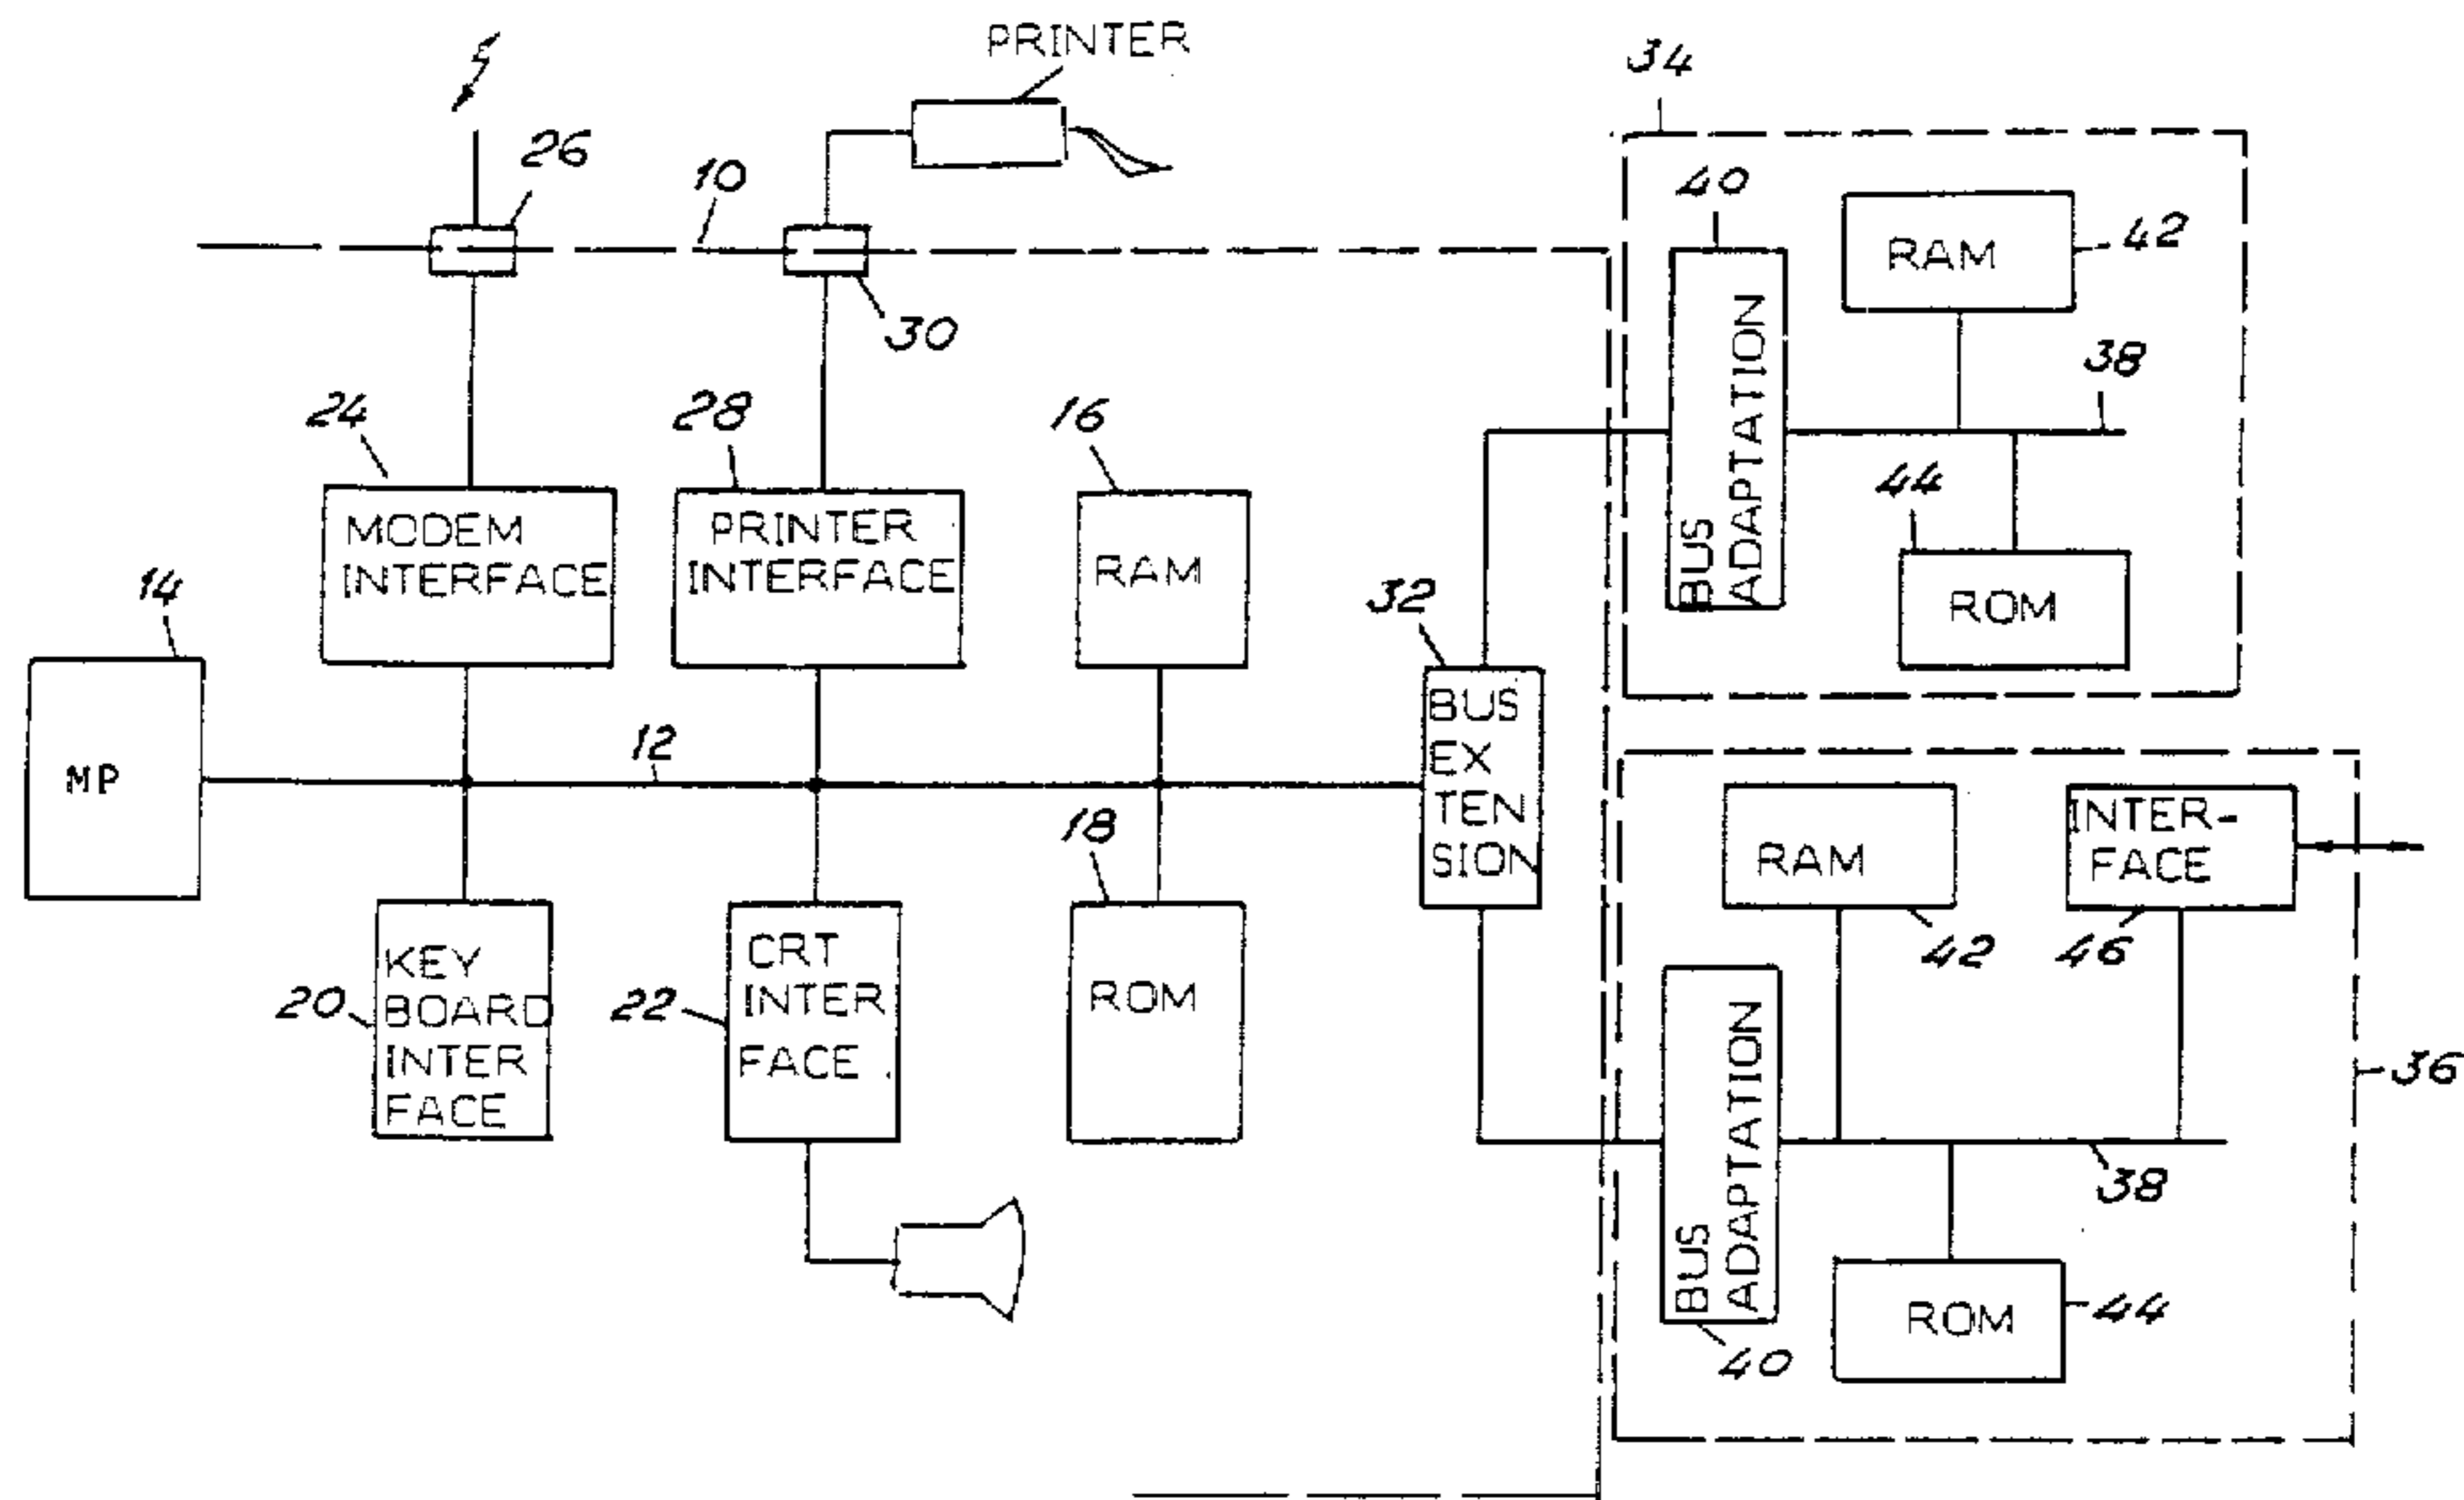 PRINTER
34
26
10
40
RAM
42
30
38
24
28
16
BUS
ADAPTATION
44
MODEM
INTERFACE
PRINTER
INTERFACE
RAM
ROM
14
32
MP
12
BUS
EX
TEN
SION
18
RAM
INTER-
FACE
42
46
KEY
BOARD
INTER
FACE
20
CRT
INTER
FACE
22
ROM
BUS
ADAPTATION
36
38
ROM
44
40